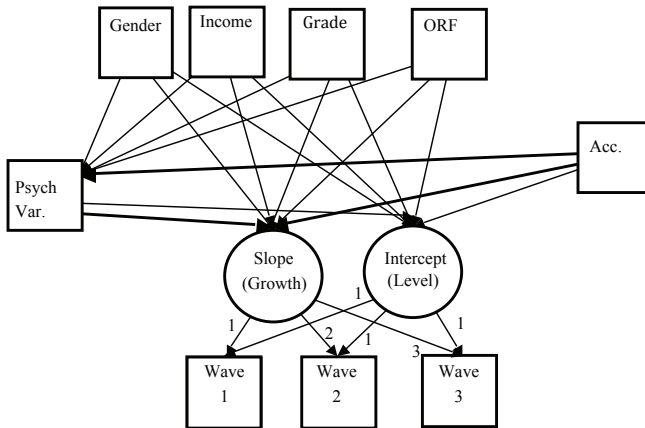 Gender
Income
Grade
ORF
Acc.
Psych
Var.
Slope
(Growth)
Intercept
(Level)
1
1
2
1
3
1
Wave
1
Wave
2
Wave
3